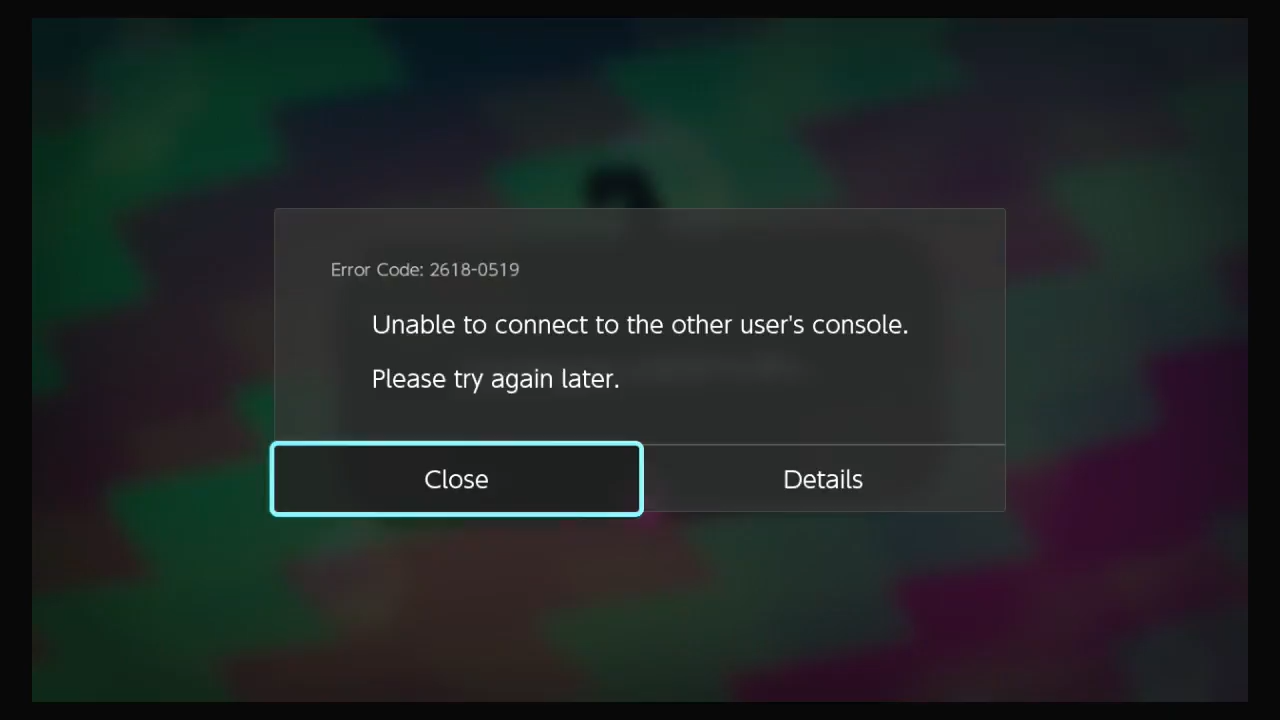 Error Code: 2618-0519
Unable to connect to the other user's console.
Please try again later.
Close
Details